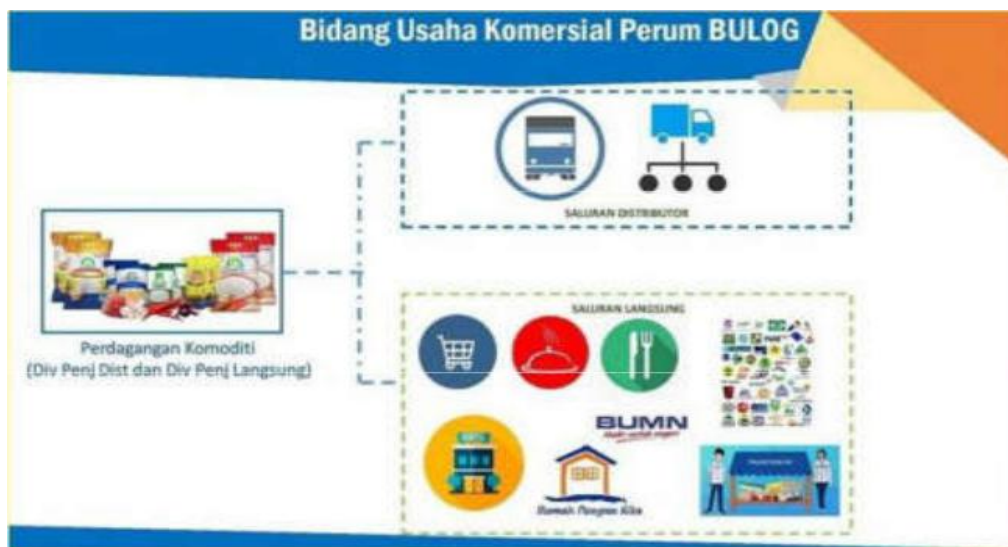 Bidang Usaha Komersial Perum BULOG
SALURAN DISTRIBUTOR
Perdagangan Komoditi
(Div Penj Dist dan Div Penj Langsung)
SALURAN LANGSUNG
BUMN
Rumah Pangan Kita